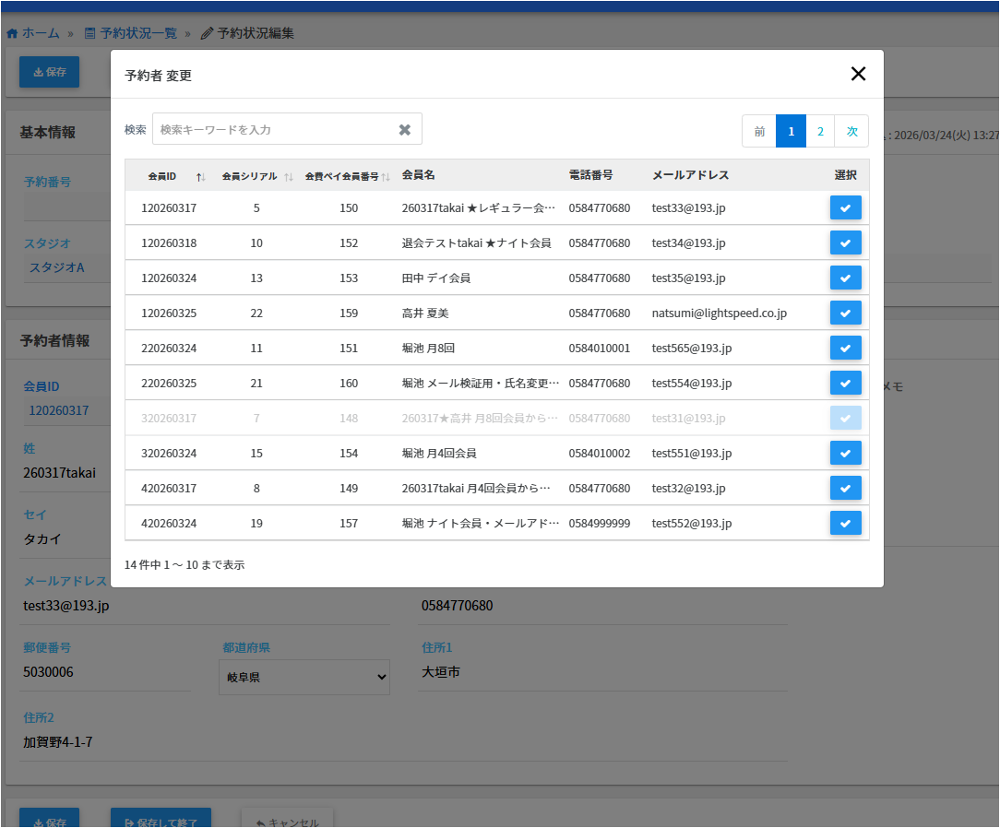 ホーム » 予約状況一覧 » 予約状況編集
保存
予約者 変更
基本情報
: 2026/03/24(火) 13:27
検索 検索キーワードを入力
前 1 2 次
会員ID 会員シリアル 会費ペイ会員番号 会員名 電話番号 メールアドレス 選択
120260317 5 150 260317takai ★レギュラー会… 0584770680 test33@193.jp
120260318 10 152 退会テストtakai ★ナイト会員 0584770680 test34@193.jp
120260324 13 153 田中 デイ会員 0584770680 test35@193.jp
120260325 22 159 高井 夏美 0584770680 natsumi@lightspeed.co.jp
220260324 11 151 堀池 月8回 0584010001 test565@193.jp
220260325 21 160 堀池 メール検証用・氏名変更… 0584770680 test554@193.jp
320260317 7 148 260317★高井 月8回会員から… 0584770680 test31@193.jp
320260324 15 154 堀池 月4回会員 0584010002 test551@193.jp
420260317 8 149 260317takai 月4回会員から… 0584770680 test32@193.jp
420260324 19 157 堀池 ナイト会員・メールアド… 0584999999 test552@193.jp
14 件中 1 ～ 10 まで表示
予約番号
スタジオ
スタジオA
予約者情報
会員ID
メモ
120260317
姓
260317takai
セイ
タカイ
メールアドレス
test33@193.jp 0584770680
郵便番号 都道府県 住所1
5030006 岐阜県 大垣市
住所2
加賀野4-1-7
保存 保存して終了 キャンセル